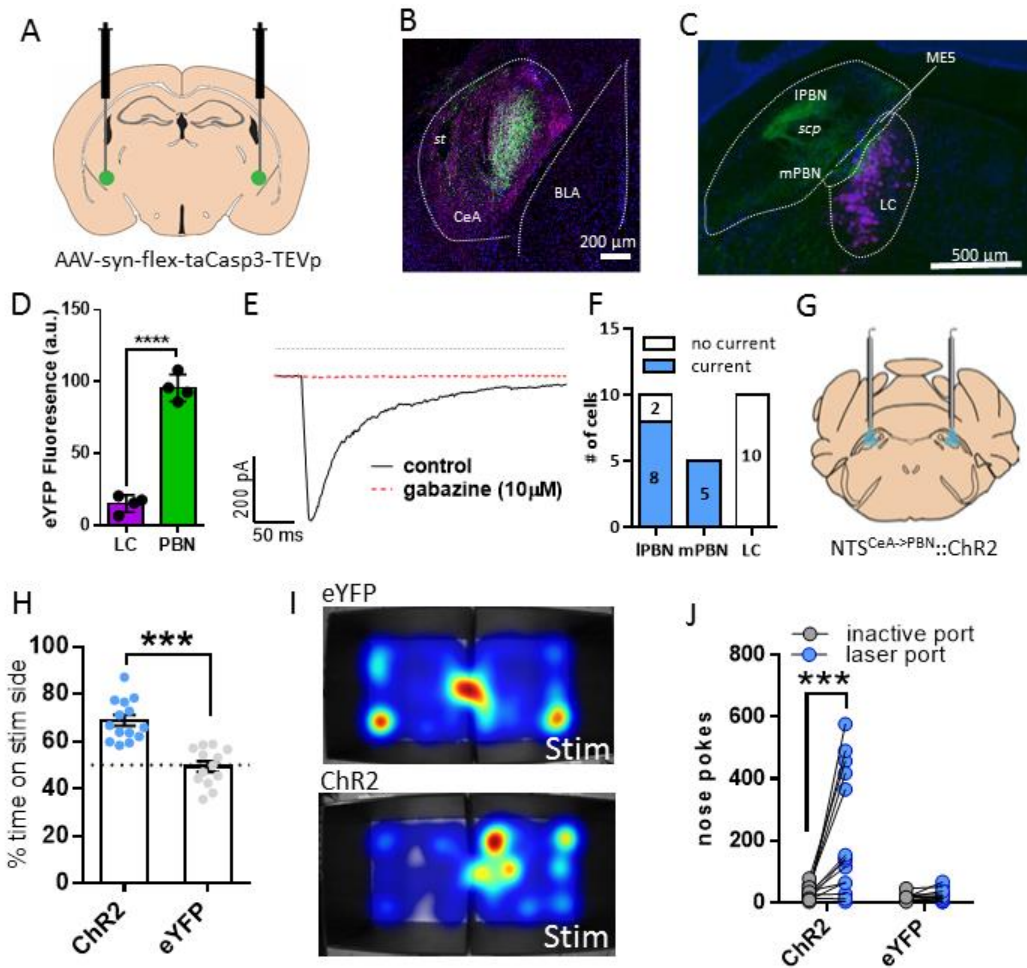 A
AAV-syn-flex-taCasp3-TEVp
B
st
CeA
BLA
200 µm
C
ME5
lPBN
scp
mPBN
LC
500 µm
D
eYFP Fluoresence (a.u.)
150
100
50
0
****
LC PBN
E
200 pA
50 ms
control
gabazine (10µM)
F
# of cells
15
10
5
0
no current
current
2
8
5
10
lPBN mPBN LC
G
NTS^CeA->PBN::ChR2
H
% time on stim side
100
80
60
40
20
0
***
ChR2 eYFP
I
eYFP
Stim
ChR2
Stim
J
inactive port
laser port
nose pokes
800
600
400
200
0
***
ChR2 eYFP